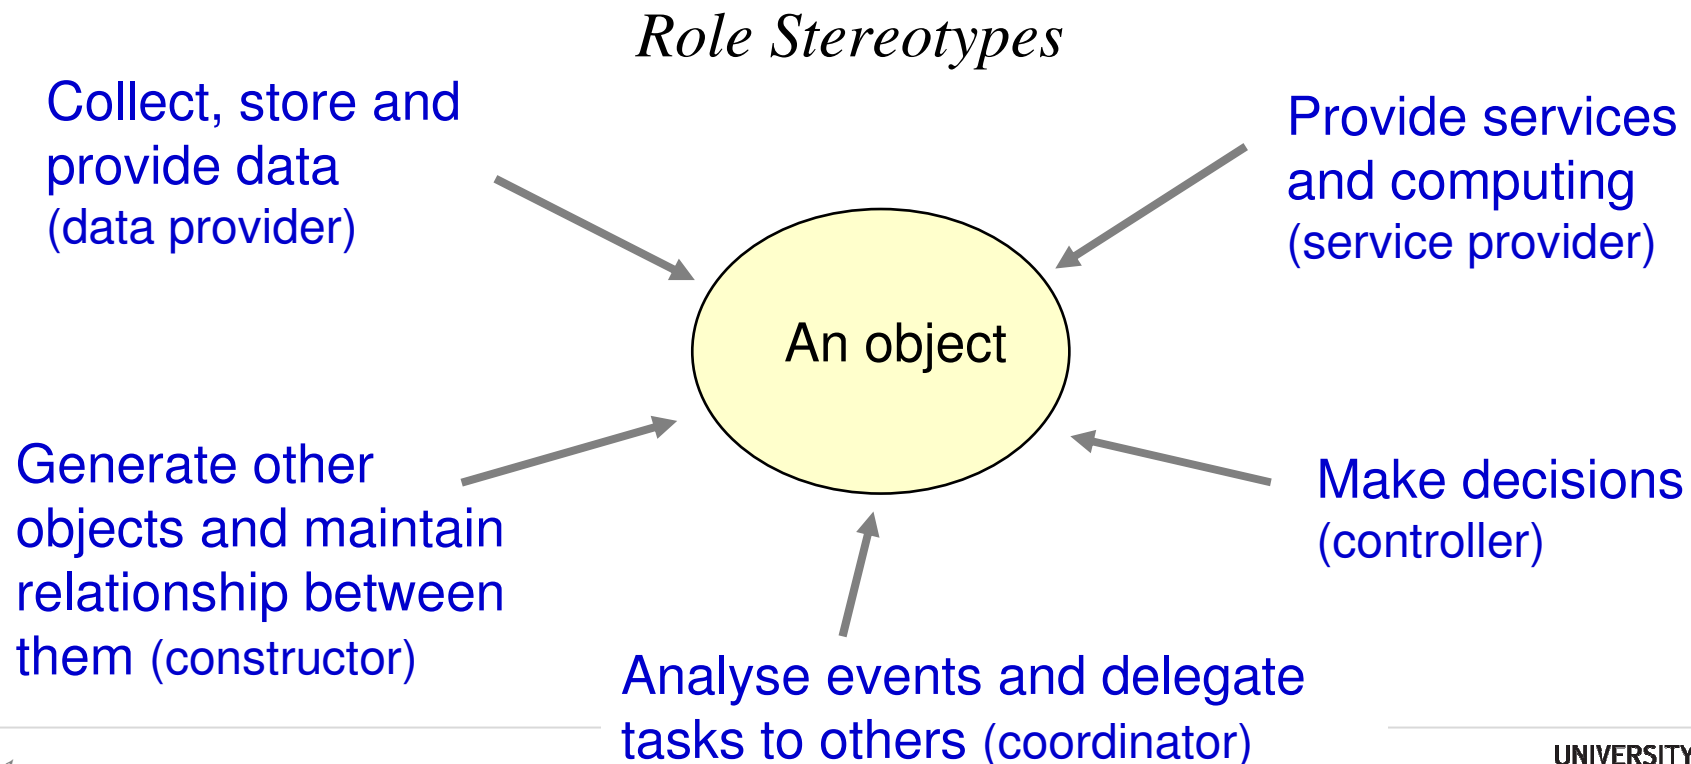 Role Stereotypes
Collect, store and
provide data
(data provider)
Provide services
and computing
(service provider)
An object
Generate other
objects and maintain
relationship between
them (constructor)
Make decisions
(controller)
Analyse events and delegate
tasks to others (coordinator)
UNIVERSITY